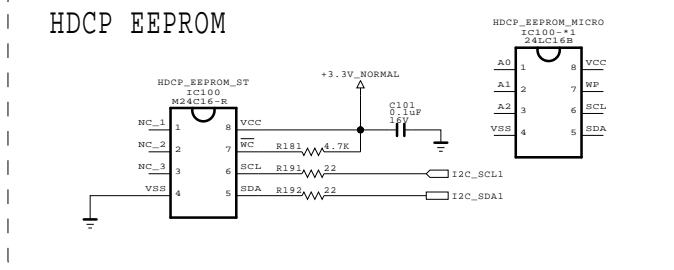 HDCP EEPROM
HDCP_EEPROM_MICRO
IC100-*1
24LC16B
A0 1 8 VCC
A1 2 7 WP
A2 3 6 SCL
VSS 4 5 SDA
+3.3V_NORMAL
HDCP_EEPROM_ST
IC100
M24C16-R
C101
0.1uF
16V
NC_1 1 8 VCC
NC_2 2 7 WC R181 4.7K
NC_3 3 6 SCL R191 22 I2C_SCL1
VSS 4 5 SDA R192 22 I2C_SDA1